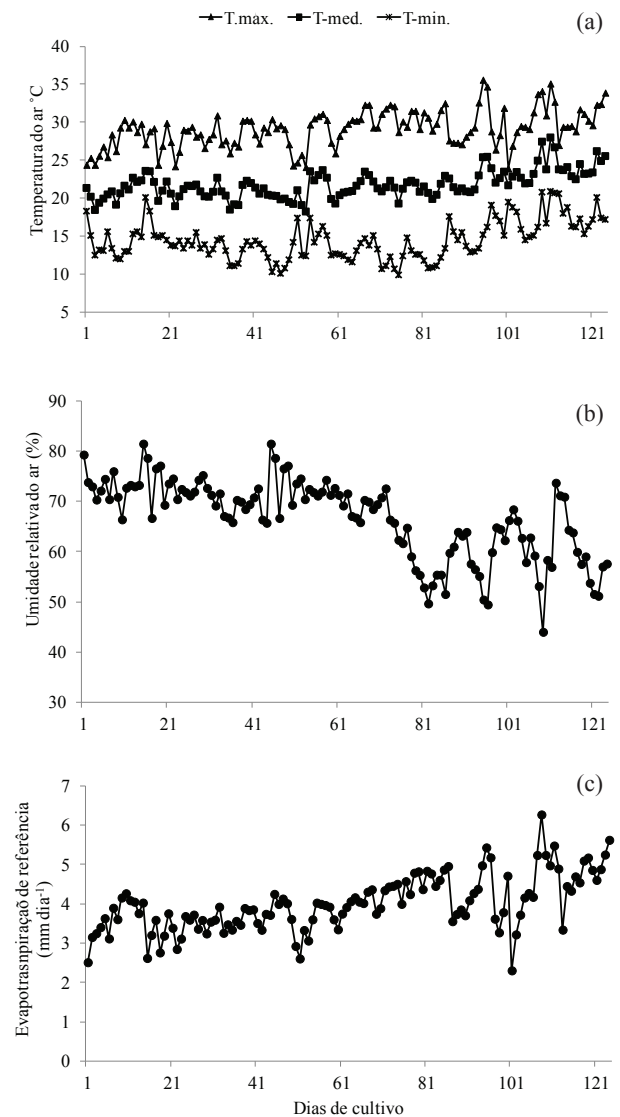 T.max. T-med. T-min.
(a)
Temperatura do ar ˚C
40
35
30
25
20
15
10
5
1 21 41 61 81 101 121
(b)
Umidade relativa do ar (%)
90
80
70
60
50
40
30
1 21 41 61 81 101 121
(c)
Evapotrasnpiraçaõ de referência
(mm dia-¹)
7
6
5
4
3
2
1
0
1 21 41 61 81 101 121
Dias de cultivo